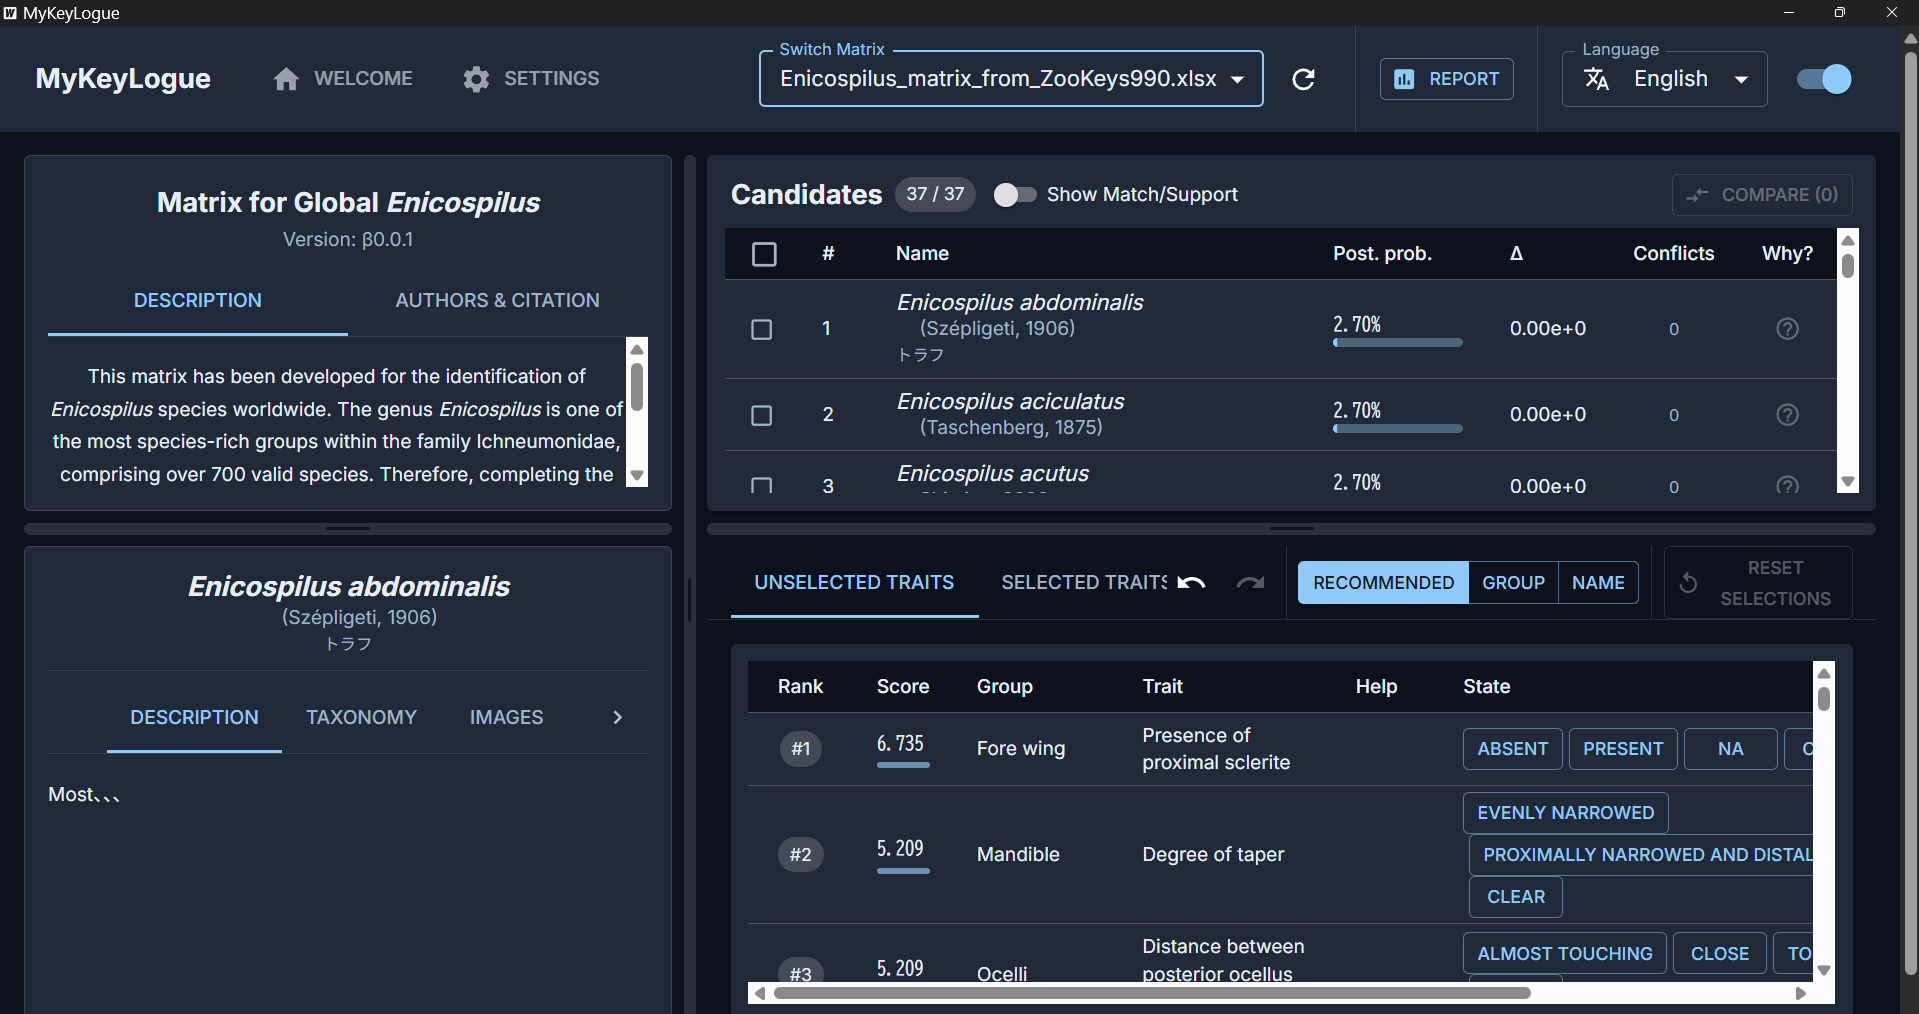 MyKeyLogue
MyKeyLogue
WELCOME
SETTINGS
Switch Matrix
Enicospilus_matrix_from_ZooKeys990.xlsx
REPORT
Language
English
Matrix for Global Enicospilus
Version: β0.0.1
DESCRIPTION
AUTHORS & CITATION
This matrix has been developed for the identification of
Enicospilus species worldwide. The genus Enicospilus is one of
the most species-rich groups within the family Ichneumonidae,
comprising over 700 valid species. Therefore, completing the
Enicospilus abdominalis
(Szépligeti, 1906)
トラフ
DESCRIPTION
TAXONOMY
IMAGES
Most、、、
Candidates
37 / 37
Show Match/Support
COMPARE (0)
# Name Post. prob. Δ Conflicts Why?
1 Enicospilus abdominalis 2.70% 0.00e+0 0
(Szépligeti, 1906)
トラフ
2 Enicospilus aciculatus 2.70% 0.00e+0 0
(Taschenberg, 1875)
3 Enicospilus acutus 2.70% 0.00e+0 0
UNSELECTED TRAITS
SELECTED TRAITS
RECOMMENDED
GROUP
NAME
RESET
SELECTIONS
Rank Score Group Trait Help State
#1 6.735 Fore wing Presence of
proximal sclerite
ABSENT PRESENT NA C
#2 5.209 Mandible Degree of taper
EVENLY NARROWED
PROXIMALLY NARROWED AND DISTAL
CLEAR
#3 5.209 Ocelli Distance between
posterior ocellus
ALMOST TOUCHING CLOSE TO